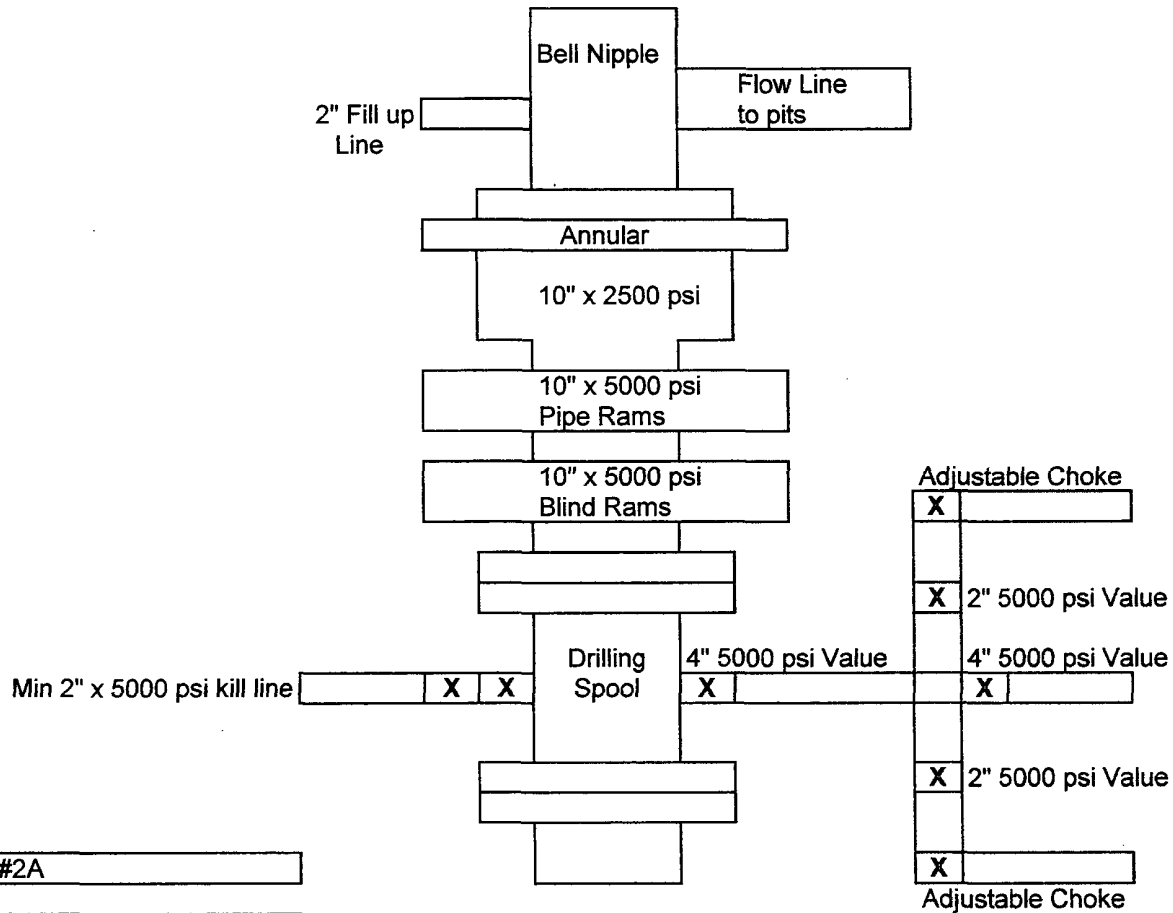 Bell Nipple
Flow Line
to pits
2" Fill up
Line
Annular
10" x 2500 psi
10" x 5000 psi
Pipe Rams
10" x 5000 psi
Blind Rams
Adjustable Choke
X
X 2" 5000 psi Value
Drilling
Spool
4" 5000 psi Value
4" 5000 psi Value
Min 2" x 5000 psi kill line
X X
X
X
X 2" 5000 psi Value
#2A
X
Adjustable Choke